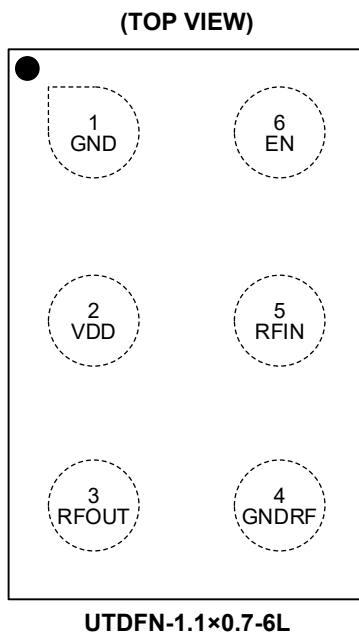 (TOP VIEW)
1
GND
6
EN
2
VDD
5
RFIN
3
RFOUT
4
GNDRF
UTDFN-1.1×0.7-6L